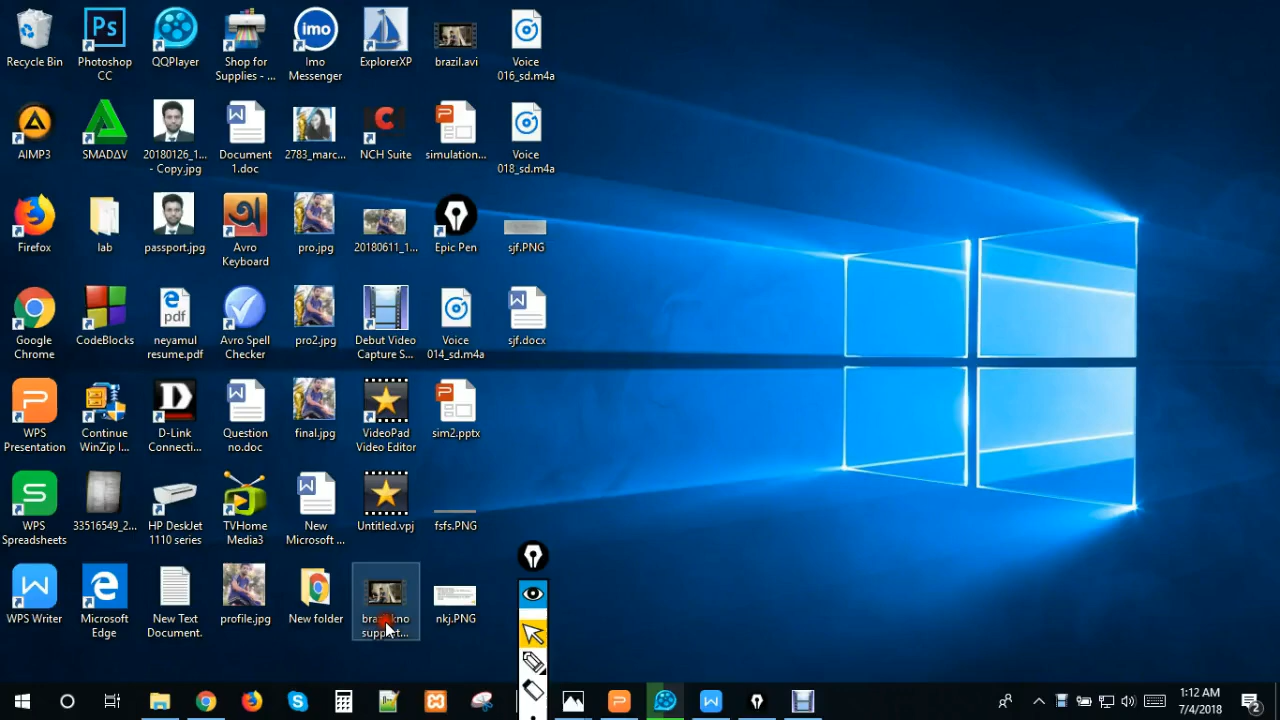 Recycle Bin
Ps
Photoshop
CC
QQPlayer
Shop for
Supplies - ...
imo
Imo
Messenger
ExplorerXP
brazil.avi
Voice
016_sd.m4a
AIMP3
SMADΔV
20180126_1...
- Copy.jpg
W
Document
1.doc
2783_marc...
C
NCH Suite
P
simulation...
Voice
018_sd.m4a
Firefox
lab
passport.jpg
অ
Avro
Keyboard
pro.jpg
20180611_1...
Epic Pen
sjf.PNG
Google
Chrome
CodeBlocks
pdf
neyamul
resume.pdf
Avro Spell
Checker
pro2.jpg
Debut Video
Capture S...
Voice
014_sd.m4a
W
sjf.docx
P
WPS
Presentation
Continue
WinZip I...
D
D-Link
Connecti...
W
Question
no.doc
final.jpg
VideoPad
Video Editor
P
sim2.pptx
S
WPS
Spreadsheets
33516549_2...
HP DeskJet
1110 series
TVHome
Media3
W
New
Microsoft ...
Untitled.vpj
fsfs.PNG
W
WPS Writer
Microsoft
Edge
New Text
Document.
profile.jpg
New folder
nkj.PNG
1:12 AM
7/4/2018
2